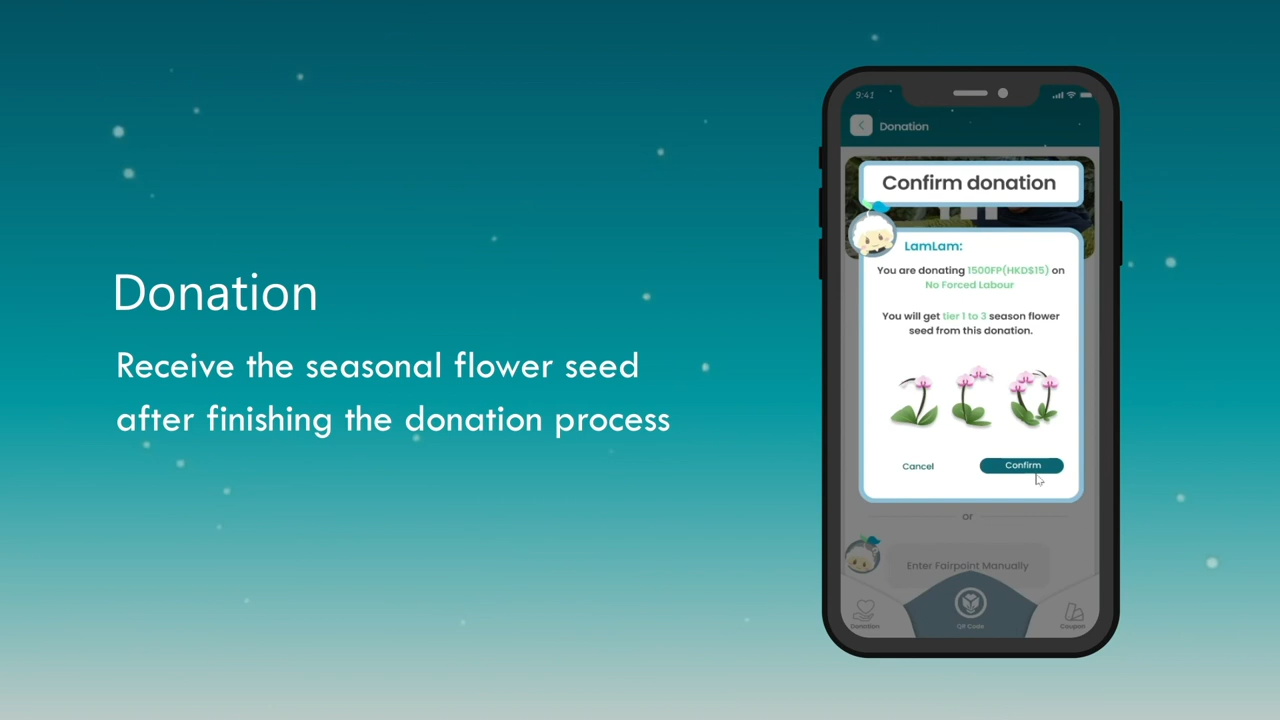 Donation
Receive the seasonal flower seed
after finishing the donation process
9:41
Donation
Confirm donation
LamLam:
You are donating 1500FP(HKD$15) on
No Forced Labour
You will get tier 1 to 3 season flower
seed from this donation.
Cancel
Confirm
or
Enter Fairpoint Manually
Donation
QR Code
Coupon